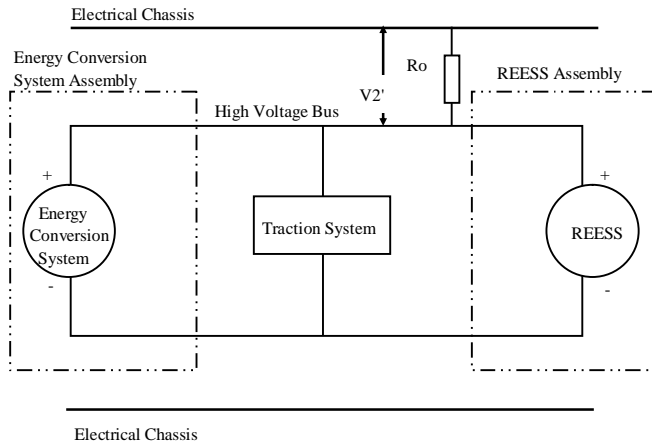 Electrical Chassis
Energy Conversion
System Assembly
Ro
REESS Assembly
V2'
High Voltage Bus
+
+
Energy
Conversion
System
Traction System
REESS
-
-
Electrical Chassis